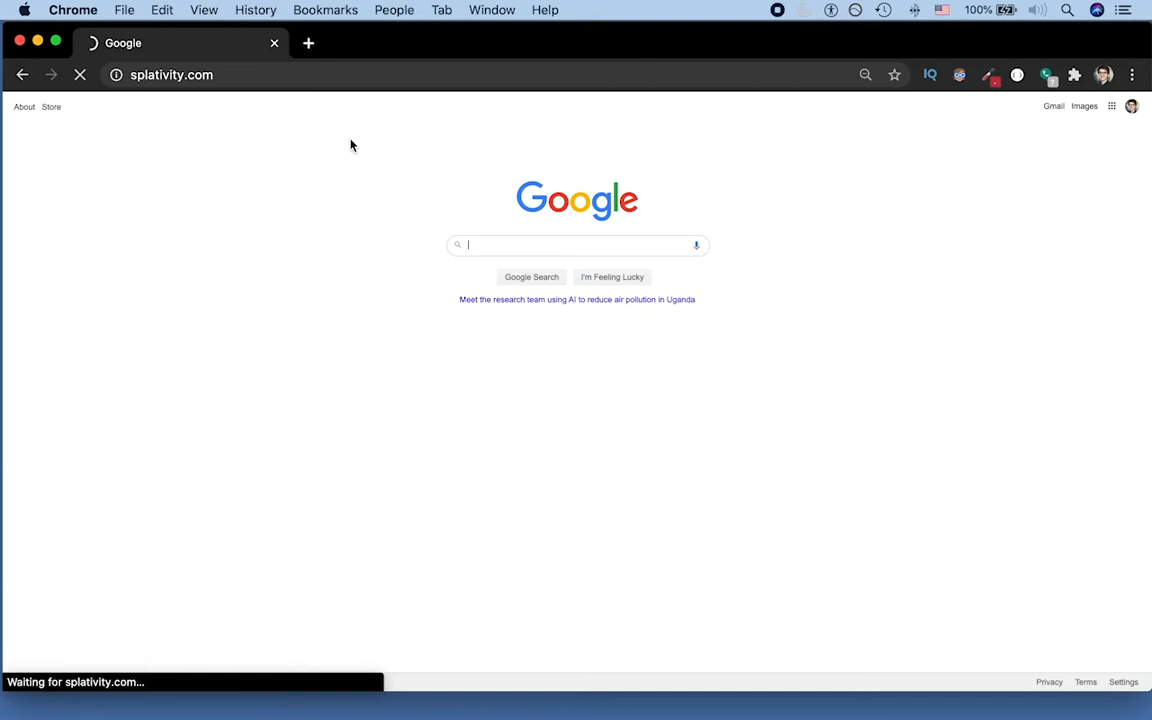 Chrome File Edit View History Bookmarks People Tab Window Help 100%
Google
splativity.com IQ
About Store Gmail Images
Google
Google Search I'm Feeling Lucky
Meet the research team using AI to reduce air pollution in Uganda
Waiting for splativity.com... Privacy Terms Settings